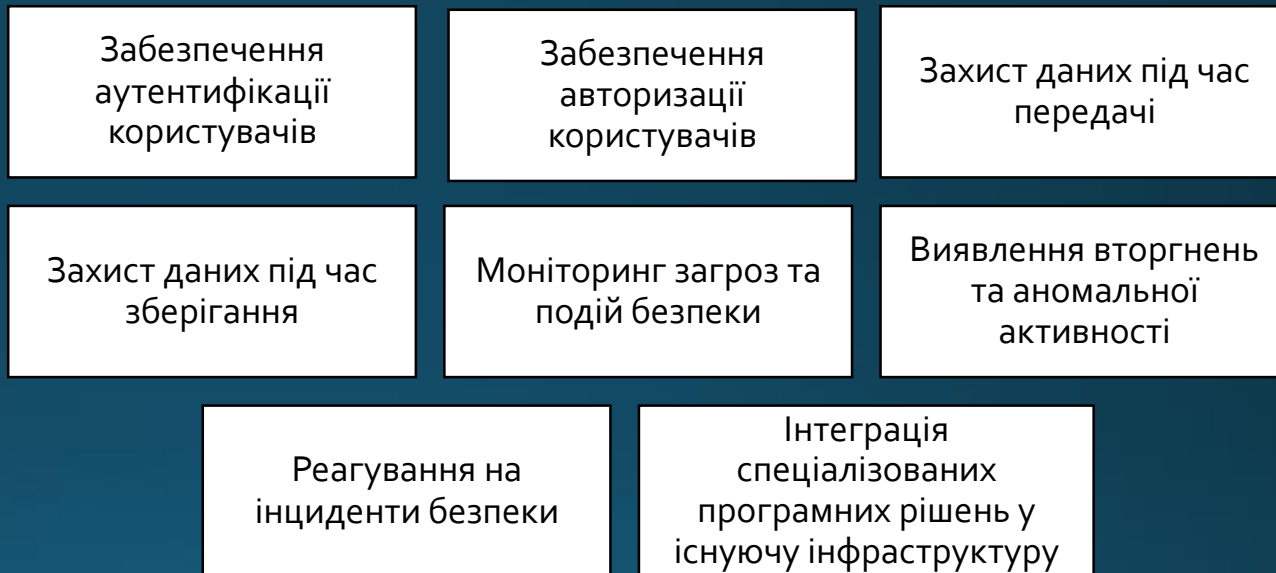 Забезпечення
аутентифікації
користувачів
Забезпечення
авторизації
користувачів
Захист даних під час
передачі
Захист даних під час
зберігання
Моніторинг загроз та
подій безпеки
Виявлення вторгнень
та аномальної
активності
Реагування на
інциденти безпеки
Інтеграція
спеціалізованих
програмних рішень у
існуючу інфраструктуру